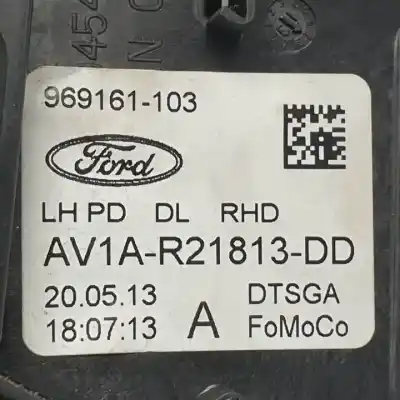 969161-103
Ford
LH PD DL RHD
AV1A-R21813-DD
20.05.13 DTSGA
18:07:13 A FoMoCo